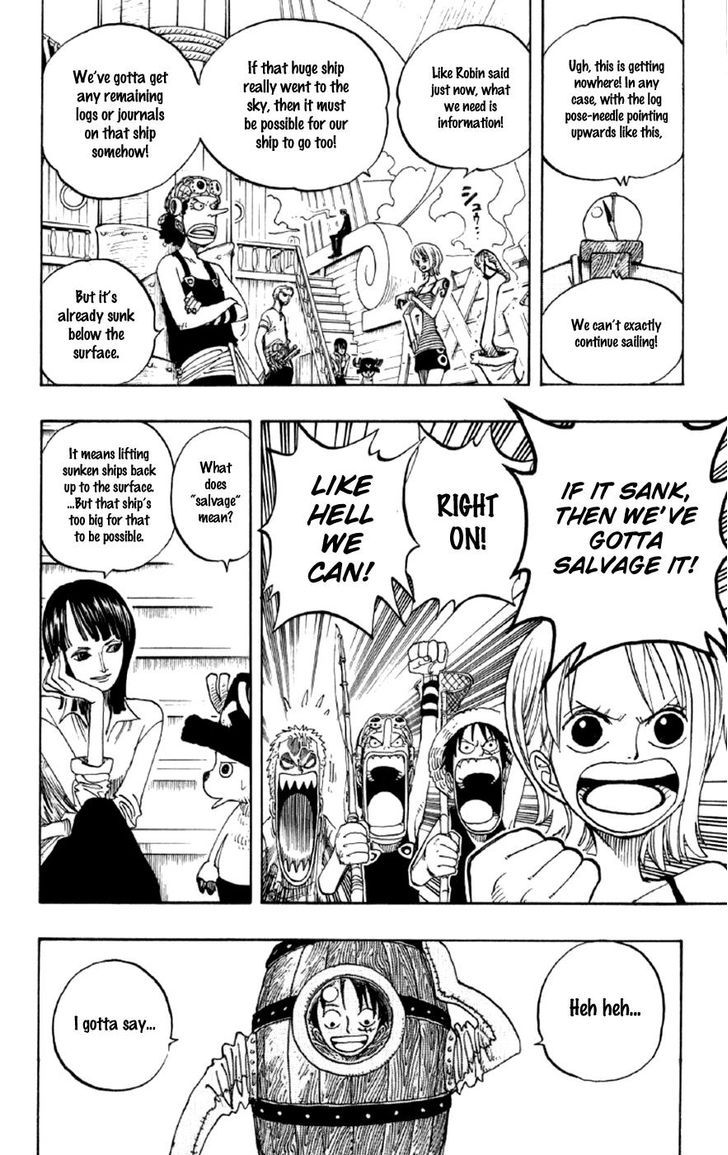 Ugh, this is getting
nowhere! In any
case, with the log
pose-needle pointing
upwards like this,
We can't exactly
continue sailing!
Like Robin said
just now, what
we need is
information!
If that huge ship
really went to the
sky, then it must
be possible for our
ship to go too!
We've gotta get
any remaining
logs or journals
on that ship
somehow!
But it's
already sunk
below the
surface.
シュウ…
IF IT SANK,
THEN WE'VE
GOTTA
SALVAGE IT!
RIGHT
ON!
LIKE
HELL
WE
CAN!
What
does
"salvage"
mean?
It means lifting
sunken ships back
up to the surface.
...But that ship's
too big for that
to be possible.
Heh heh...
I gotta say...